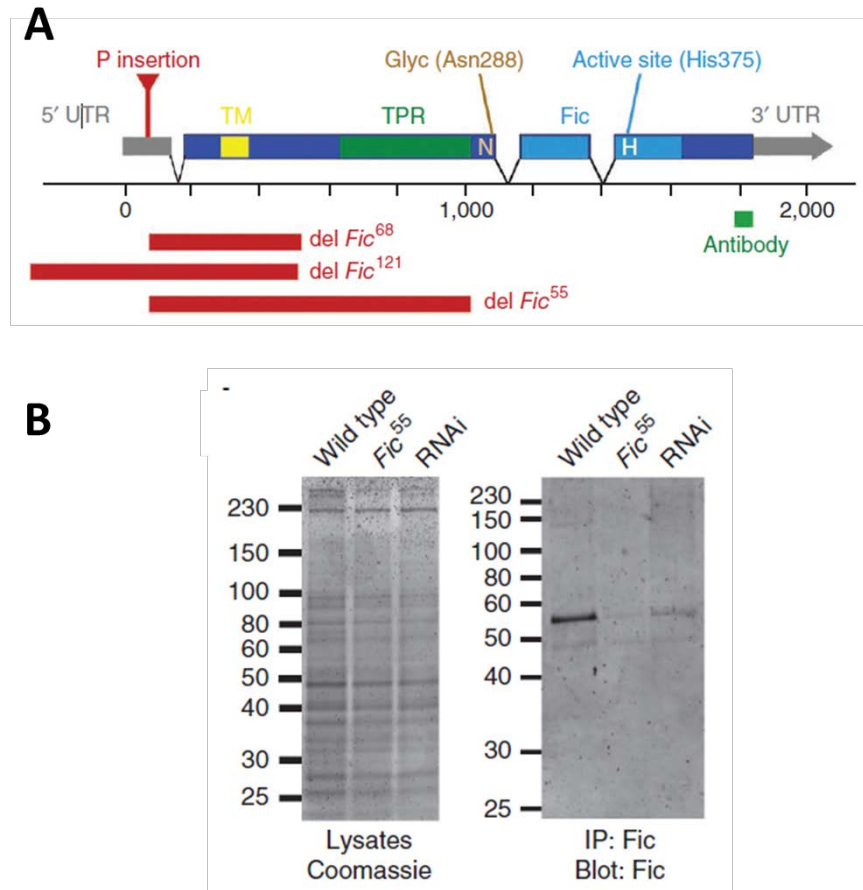 A
P insertion
Glyc (Asn288)
Active site (His375)
5′ UTR
TM
TPR
Fic
3′ UTR
N
H
0
1,000
2,000
del Fic68
Antibody
del Fic121
del Fic55
B
-
Wild type
Fic55
RNAi
Wild type
Fic55
RNAi
230
150
100
80
60
50
40
30
25
230
150
100
80
60
50
40
30
25
Lysates
Coomassie
IP: Fic
Blot: Fic